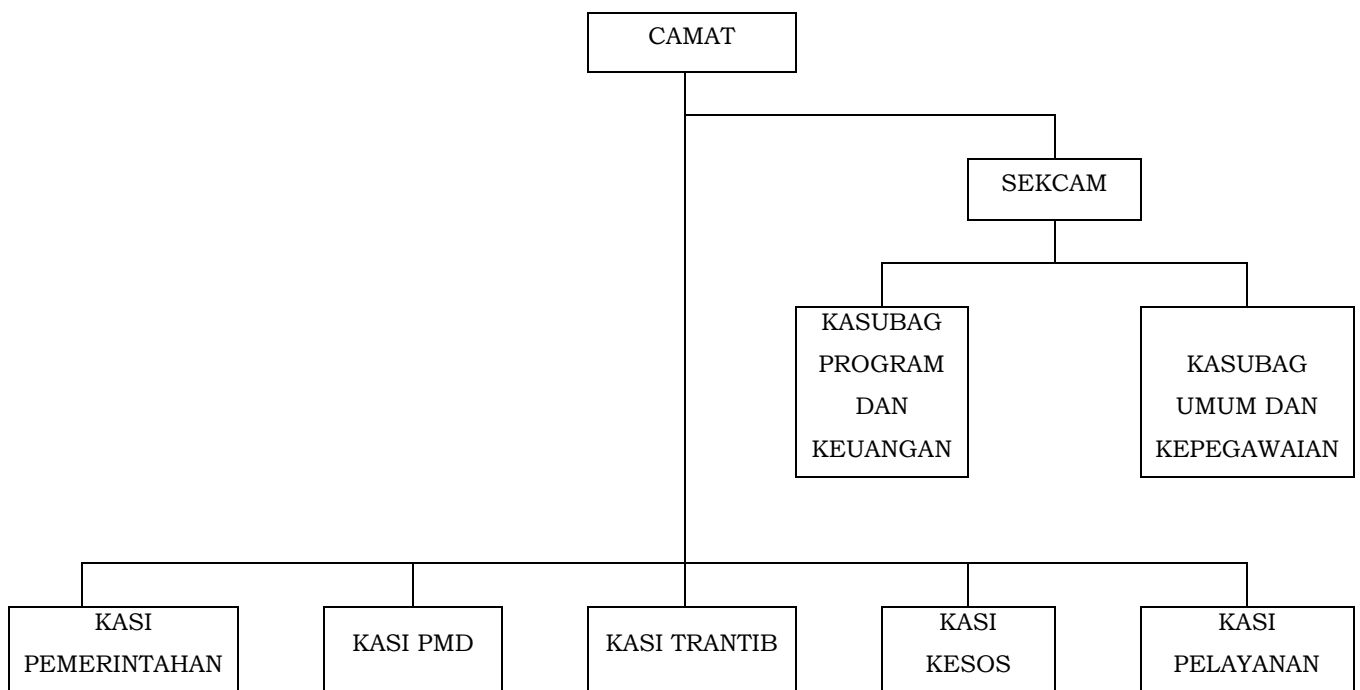 CAMAT
SEKCAM
KASUBAG
PROGRAM
DAN
KEUANGAN
KASUBAG
UMUM DAN
KEPEGAWAIAN
KASI
PEMERINTAHAN
KASI PMD
KASI TRANTIB
KASI
KESOS
KASI
PELAYANAN